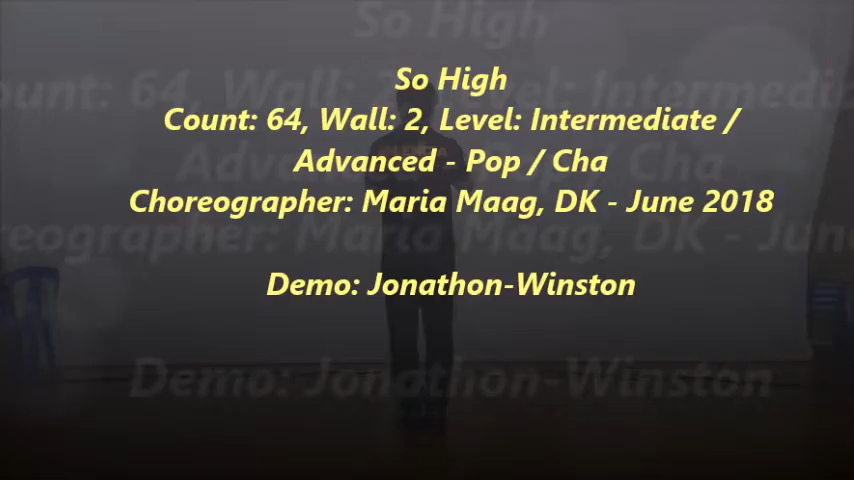 So High
Count: 64, Wall: 2, Level: Intermediate /
Advanced - Pop / Cha
Choreographer: Maria Maag, DK - June 2018
Demo: Jonathon-Winston